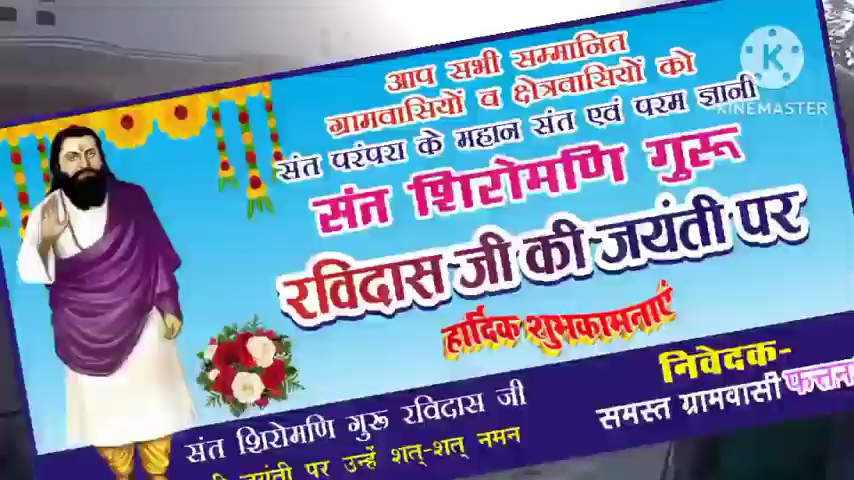 आप सभी सम्मानित
ग्रामवासियों व क्षेत्रवासियों को
संत परंपरा के महान संत एवं परम ज्ञानी
संत शिरोमणि गुरू
रविदास जी की जयंती पर
हार्दिक शुभकामनाएं
निवेदक-
समस्त ग्रामवासी
संत शिरोमणि गुरू रविदास जी
जयंती पर उन्हें शत्-शत् नमन
K
KINEMASTER